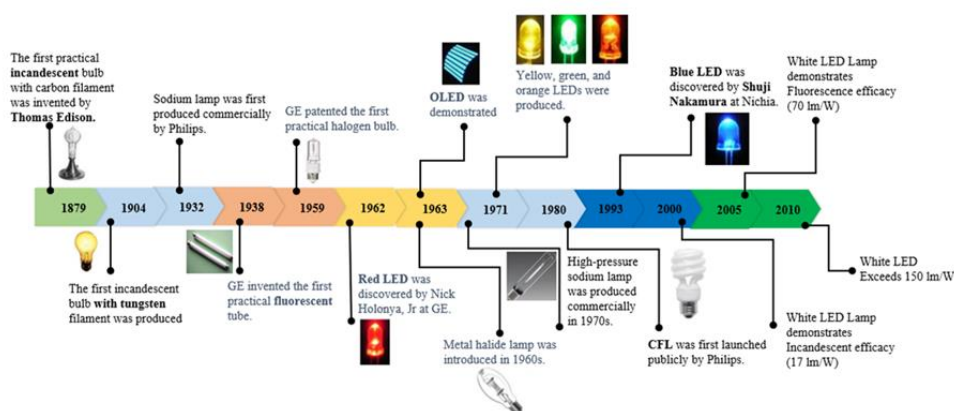 The first practical
incandescent bulb
with carbon filament
was invented by
Thomas Edison.
Sodium lamp was first
produced commercially
by Philips.
GE patented the first
practical halogen bulb.
OLED was
demonstrated
Yellow, green, and
orange LEDs were
produced.
Blue LED was
discovered by Shuji
Nakamura at Nichia.
White LED Lamp
demonstrates
Fluorescence efficacy
(70 lm/W)
1879
1904
1932
1938
1959
1962
1963
1971
1980
1993
2000
2005
2010
The first incandescent
bulb with tungsten
filament was produced
GE invented the first
practical fluorescent
tube.
Red LED was
discovered by Nick
Holonya, Jr at GE.
Metal halide lamp was
introduced in 1960s.
High-pressure
sodium lamp
was produced
commercially
in 1970s.
CFL was first launched
publicly by Philips.
White LED Lamp
demonstrates
Incandescent efficacy
(17 lm/W)
White LED
Exceeds 150 lm/W